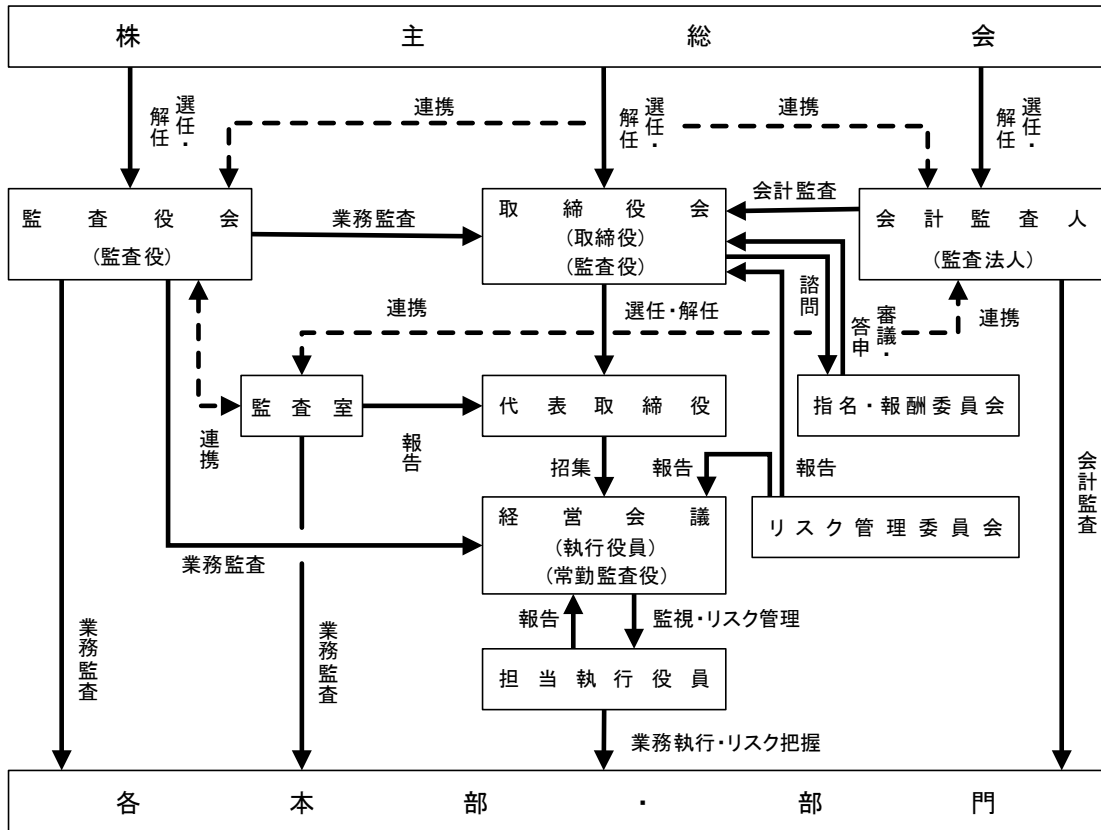 株主総会
選任・解任
連携
選任・解任
連携
選任・解任
監査役会
(監査役)
業務監査
取締役会
(取締役)
(監査役)
会計監査
会計監査人
(監査法人)
連携
選任・解任
諮問
審議・答申
連携
監査室
報告
代表取締役
指名・報酬委員会
連携
招集
報告
報告
経営会議
(執行役員)
(常勤監査役)
リスク管理委員会
会計監査
業務監査
報告
監視・リスク管理
業務監査
業務監査
担当執行役員
業務執行・リスク把握
各本部・部門